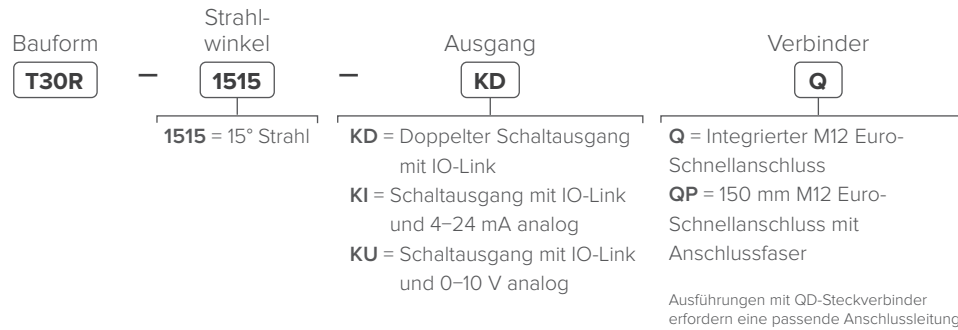 Bauform
Strahl-
winkel
Ausgang
Verbinder
T30R – 1515 – KD Q
1515 = 15° Strahl
KD = Doppelter Schaltausgang
mit IO-Link
KI = Schaltausgang mit IO-Link
und 4–24 mA analog
KU = Schaltausgang mit IO-Link
und 0–10 V analog
Q = Integrierter M12 Euro-
Schnellanschluss
QP = 150 mm M12 Euro-
Schnellanschluss mit
Anschlussfaser
Ausführungen mit QD-Steckverbinder
erfordern eine passende Anschlussleitung